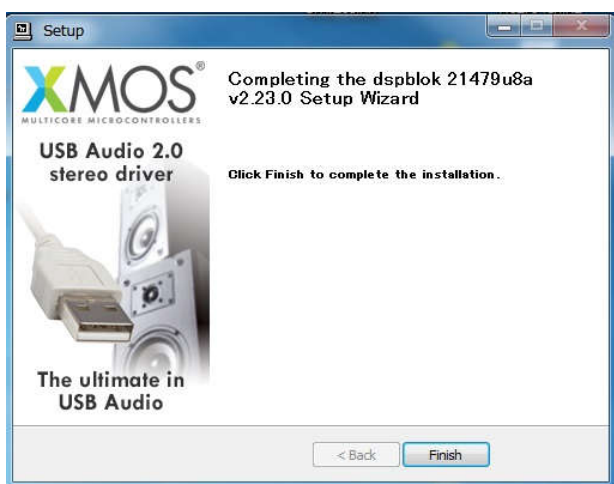 Setup
XMOS®
MULTICORE MICROCONTROLLERS
USB Audio 2.0
stereo driver
The ultimate in
USB Audio
Completing the dspblok 21479u8a
v2.23.0 Setup Wizard
Click Finish to complete the installation.
< Back
Finish